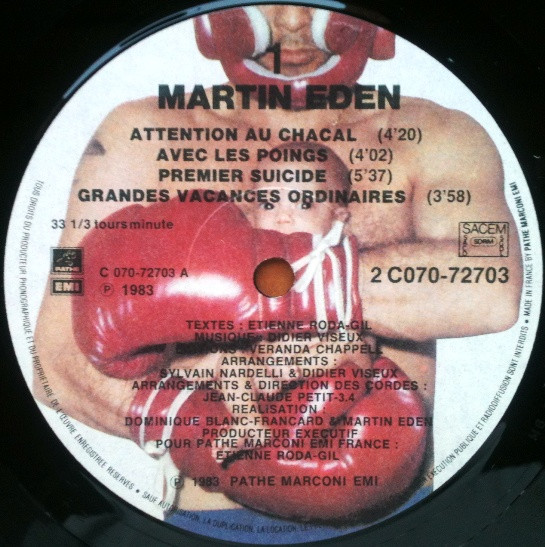 1
MARTIN EDEN
ATTENTION AU CHACAL (4'20)
AVEC LES POINGS (4'02)
PREMIER SUICIDE (5'37)
GRANDES VACANCES ORDINAIRES (3'58)
33 1/3 tours minute
PATHE
EMI
C 070-72703 A
Ⓟ 1983
SACEM
SDRM
2 C070-72703
TEXTES : ETIENNE RODA-GIL
MUSIQUE : DIDIER VISEUX
VERANDA CHAPPELL
ARRANGEMENTS :
SYLVAIN NARDELLI & DIDIER VISEUX
ARRANGEMENTS & DIRECTION DES CORDES :
JEAN-CLAUDE PETIT-3.4
REALISATION :
DOMINIQUE BLANC-FRANCARD & MARTIN EDEN
PRODUCTEUR EXECUTIF
POUR PATHE MARCONI EMI FRANCE :
ETIENNE RODA-GIL
Ⓟ 1983 PATHE MARCONI EMI
TOUS DROITS DU PRODUCTEUR PHONOGRAPHIQUE ET DU PROPRIETAIRE DE L'ŒUVRE ENREGISTREE RESERVES • SAUF AUTORISATION, LA DUPLICATION, LA LOCATION, EXECUTION PUBLIQUE ET RADIODIFFUSION SONT INTERDITS • MADE IN FRANCE BY PATHE MARCONI EMI